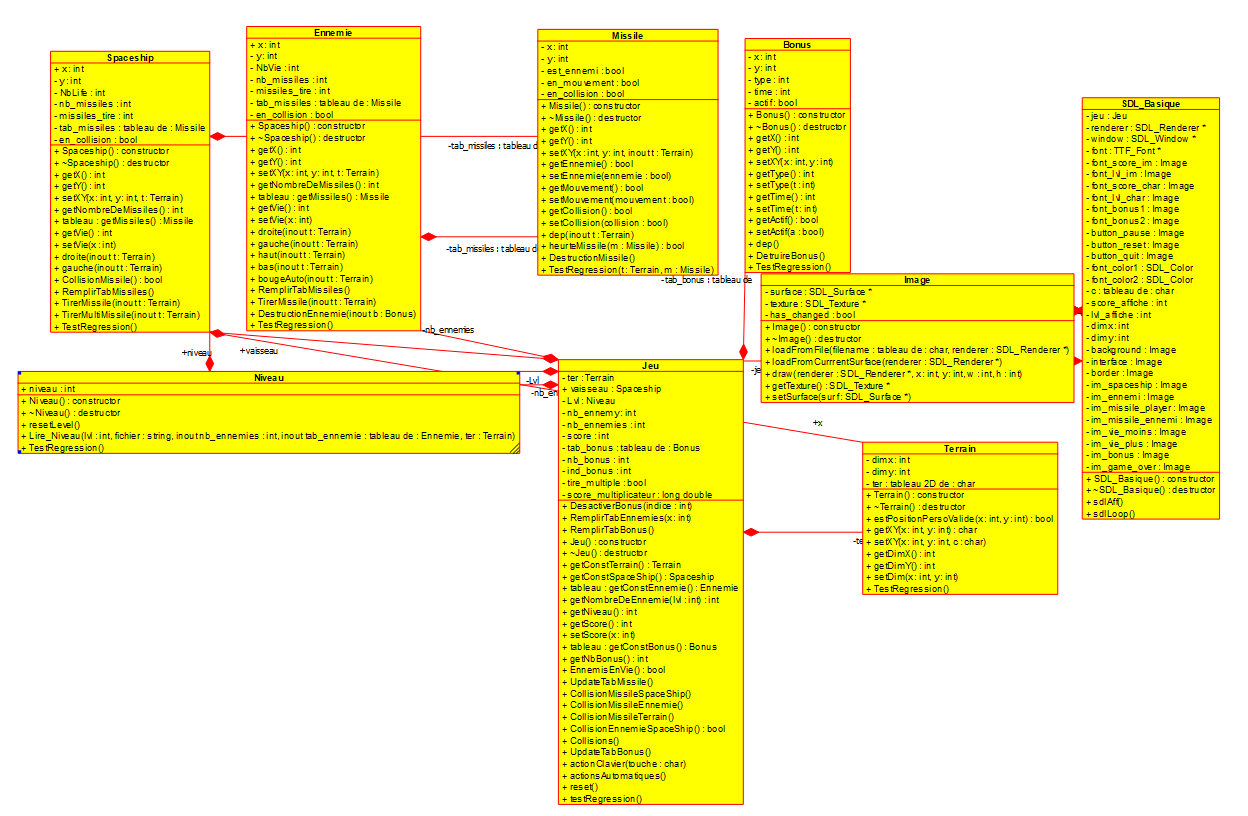 Spaceship
+ x: int
- y: int
- NbLife : int
- nb_missiles : int
- missiles_tire : int
- tab_missiles : tableau de : Missile
- en_collision : bool
+ Spaceship() : constructor
+ ~Spaceship() : destructor
+ getX() : int
+ getY() : int
+ setXY(x : int, y: int, t : Terrain)
+ getNombreDeMissiles() : int
+ tableau : getMissiles() : Missile
+ getVie() : int
+ setVie(x : int)
+ droite(inout t : Terrain)
+ gauche(inout t : Terrain)
+ CollisionMissile() : bool
+ RemplirTabMissiles()
+ TirerMissile(inout t : Terrain)
+ TirerMultiMissile(inout t : Terrain)
+ TestRegression()
Ennemie
+ x: int
- y: int
- NbVie : int
- nb_missiles : int
- missiles_tire : int
- tab_missiles : tableau de : Missile
- en_collision : bool
+ Spaceship() : constructor
+ ~Spaceship() : destructor
+ getX() : int
+ getY() : int
+ setXY(x : int, y: int, t : Terrain)
+ getNombreDeMissiles() : int
+ tableau : getMissiles() : Missile
+ getVie() : int
+ setVie(x : int)
+ droite(inout t : Terrain)
+ gauche(inout t : Terrain)
+ haut(inout t : Terrain)
+ bas(inout t : Terrain)
+ bougeAuto(inout t : Terrain)
+ RemplirTabMissiles()
+ TirerMissile(inout t : Terrain)
+ DestructionEnnemie(inout b : Bonus)
+ TestRegression()
Missile
- x : int
- y: int
- est_ennemi : bool
- en_mouvement : bool
- en_collision : bool
+ Missile() : constructor
+ ~Missile() : destructor
+ getX() : int
+ getY() : int
+ setXY(x : int, y: int, inout t : Terrain)
+ getEnnemie() : bool
+ setEnnemie(ennemie : bool)
+ getMouvement() : bool
+ setMouvement(mouvement : bool)
+ getCollision() : bool
+ setCollision(collision : bool)
+ dep(inout t : Terrain)
+ heurteMissile(m : Missile) : bool
+ DestructionMissile()
+ TestRegression(t : Terrain, m : Missile)
Bonus
- x : int
- y: int
- type : int
- time : int
- actif : bool
+ Bonus() : constructor
+ ~Bonus() : destructor
+ getX() : int
+ getY() : int
+ setXY(x : int, y: int)
+ getType() : int
+ setType(t : int)
+ getTime() : int
+ setTime(t : int)
+ getActif() : bool
+ setActif(a : bool)
+ dep()
+ DetruireBonus()
+ TestRegression()
SDL_Basique
- jeu : Jeu
- renderer : SDL_Renderer *
- window : SDL_Window *
- font : TTF_Font *
- font_score_im : Image
- font_lvl_im : Image
- font_score_char : Image
- font_lvl_char : Image
- font_bonus1 : Image
- font_bonus2 : Image
- button_pause : Image
- button_reset : Image
- button_quit : Image
- font_color1 : SDL_Color
- font_color2 : SDL_Color
- c : tableau de : char
- score_affiche : int
- lvl_affiche : int
- dimx : int
- dimy: int
- background : Image
- interface : Image
- border : Image
- im_spaceship : Image
- im_ennemi : Image
- im_missile_player : Image
- im_missile_ennemi : Image
- im_vie_moins : Image
- im_vie_plus : Image
- im_bonus : Image
- im_game_over : Image
+ SDL_Basique() : constructor
+ ~SDL_Basique() : destructor
+ sdlAff()
+ sdlLoop()
-tab_missiles : tableau d
-tab_missiles : tableau d
-tab_bonus : tableau de
Image
- surface : SDL_Surface *
- texture : SDL_Texture *
- has_changed : bool
+ Image() : constructor
+ ~Image() : destructor
+ loadFromFile(filename : tableau de : char, renderer : SDL_Renderer *)
+ loadFromCurrrentSurface(renderer : SDL_Renderer *)
+ draw(renderer : SDL_Renderer *, x : int, y: int, w : int, h : int)
+ getTexture() : SDL_Texture *
+ setSurface(surf : SDL_Surface *)
-nb_ennemies
+niveau
+vaisseau
-Lvl
-nb_en
-je
Niveau
+ niveau : int
+ Niveau() : constructor
+ ~Niveau() : destructor
+ resetLevel()
+ Lire_Niveau(lvl : int, fichier : string, inout nb_ennemies : int, inout tab_ennemie : tableau de : Ennemie, ter : Terrain)
+ TestRegression()
Jeu
- ter : Terrain
+ vaisseau : Spaceship
- Lvl : Niveau
- nb_ennemy: int
- nb_ennemies : int
- score : int
- tab_bonus : tableau de : Bonus
- nb_bonus : int
- ind_bonus : int
- tire_multiple : bool
- score_multiplicateur : long double
+ DesactiverBonus(indice : int)
+ RemplirTabEnnemies(x : int)
+ RemplirTabBonus()
+ Jeu() : constructor
+ ~Jeu() : destructor
+ getConstTerrain() : Terrain
+ getConstSpaceShip() : Spaceship
+ tableau : getConstEnnemie() : Ennemie
+ getNombreDeEnnemie(lvl : int) : int
+ getNiveau() : int
+ getScore() : int
+ setScore(x : int)
+ tableau : getConstBonus() : Bonus
+ getNbBonus() : int
+ EnnemisEnVie() : bool
+ UpdateTabMissile()
+ CollisionMissileSpaceShip()
+ CollisionMissileEnnemie()
+ CollisionMissileTerrain()
+ CollisionEnnemieSpaceShip() : bool
+ Collisions()
+ UpdateTabBonus()
+ actionClavier(touche : char)
+ actionsAutomatiques()
+ reset()
+ testRegression()
+x
-te
Terrain
- dimx : int
- dimy: int
- ter : tableau 2D de : char
+ Terrain() : constructor
+ ~Terrain() : destructor
+ estPositionPersoValide(x : int, y: int) : bool
+ getXY(x : int, y: int) : char
+ setXY(x : int, y: int, c : char)
+ getDimX() : int
+ getDimY() : int
+ setDim(x : int, y: int)
+ TestRegression()